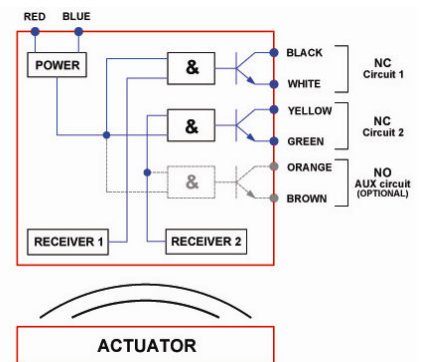 RED BLUE
POWER
&
BLACK
WHITE
NC
Circuit 1
&
YELLOW
GREEN
NC
Circuit 2
&
ORANGE
BROWN
NO
AUX circuit
(OPTIONAL)
RECEIVER 1
RECEIVER 2
ACTUATOR